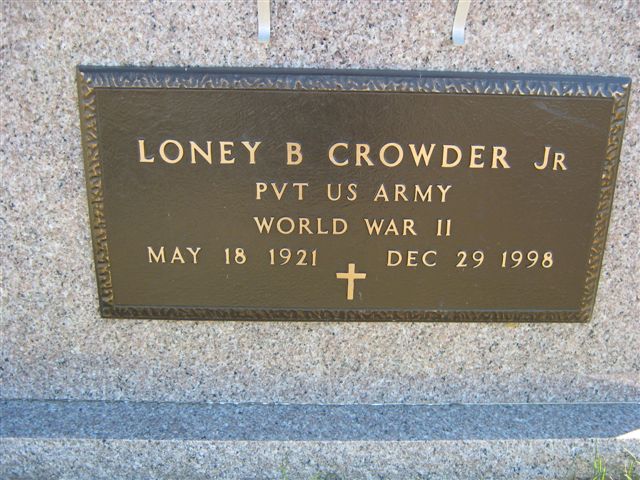 LONEY B CROWDER JR
PVT US ARMY
WORLD WAR II
MAY 18 1921 DEC 29 1998